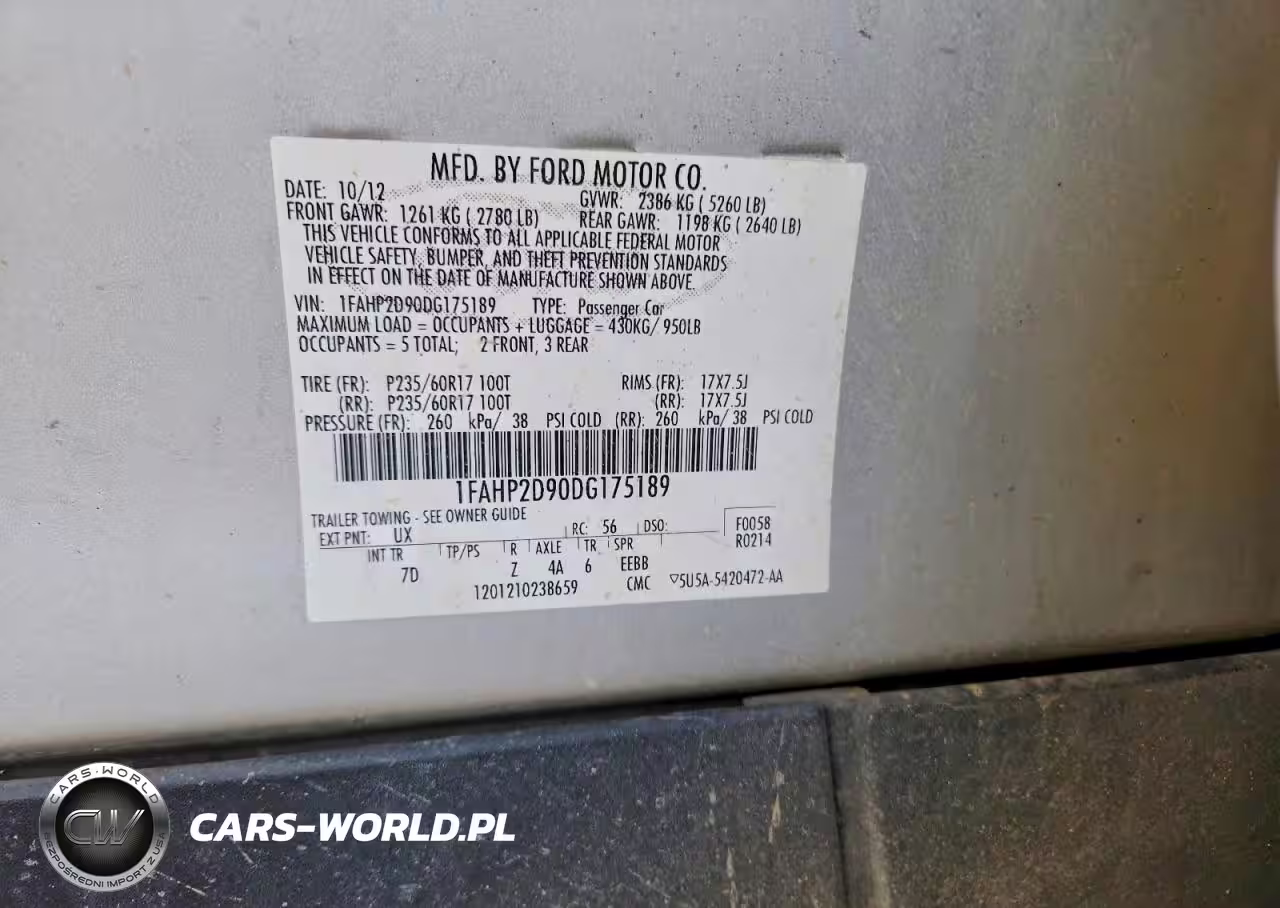 MFD. BY FORD MOTOR CO.
DATE: 10/12 GVWR: 2386 KG ( 5260 LB)
FRONT GAWR: 1261 KG ( 2780 LB) REAR GAWR: 1198 KG ( 2640 LB)
THIS VEHICLE CONFORMS TO ALL APPLICABLE FEDERAL MOTOR
VEHICLE SAFETY, BUMPER, AND THEFT PREVENTION STANDARDS
IN EFFECT ON THE DATE OF MANUFACTURE SHOWN ABOVE.
VIN: 1FAHP2D90DG175189 TYPE: Passenger Car
MAXIMUM LOAD = OCCUPANTS + LUGGAGE = 430KG/ 950LB
OCCUPANTS = 5 TOTAL; 2 FRONT, 3 REAR
TIRE (FR): P235/60R17 100T RIMS (FR): 17X7.5J
(RR): P235/60R17 100T (RR): 17X7.5J
PRESSURE (FR): 260 kPa/ 38 PSI COLD (RR): 260 kPa/ 38 PSI COLD
1FAHP2D90DG175189
TRAILER TOWING - SEE OWNER GUIDE
EXT PNT: UX RC: 56 DSO: F0058
R0214
INT TR TP/PS R AXLE TR SPR
7D Z 4A 6 EEBB
1201210238659 CMC 5U5A-5420472-AA
CARS-WORLD
CW
BEZPOŚREDNI IMPORT Z USA
CARS-WORLD.PL